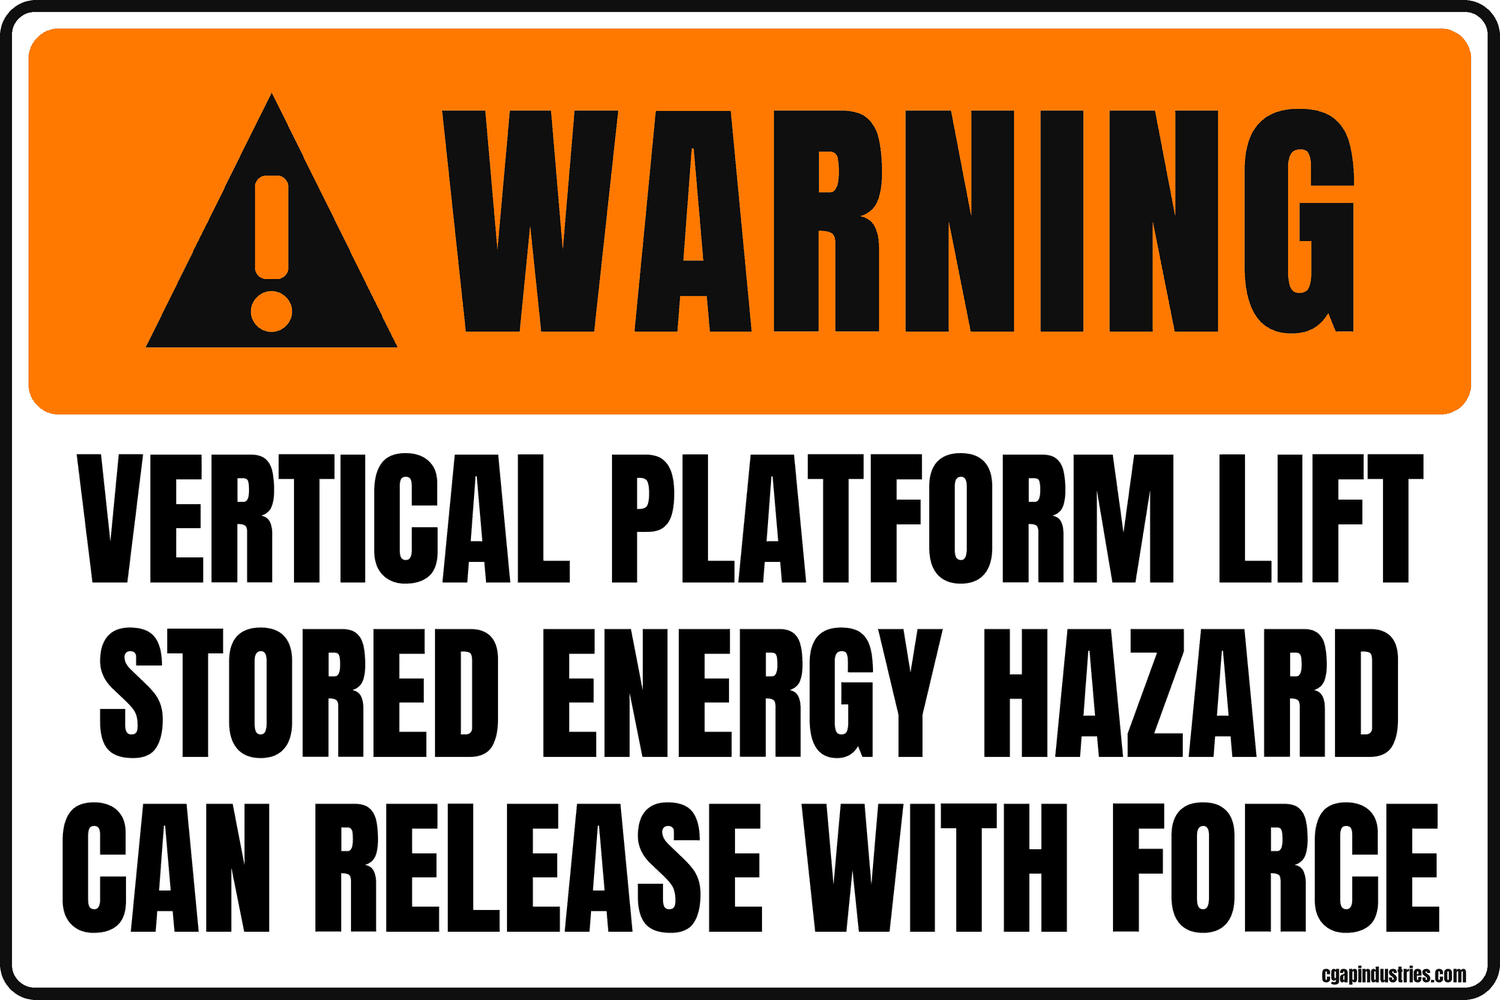 WARNING
VERTICAL PLATFORM LIFT
STORED ENERGY HAZARD
CAN RELEASE WITH FORCE
cgapindustries.com